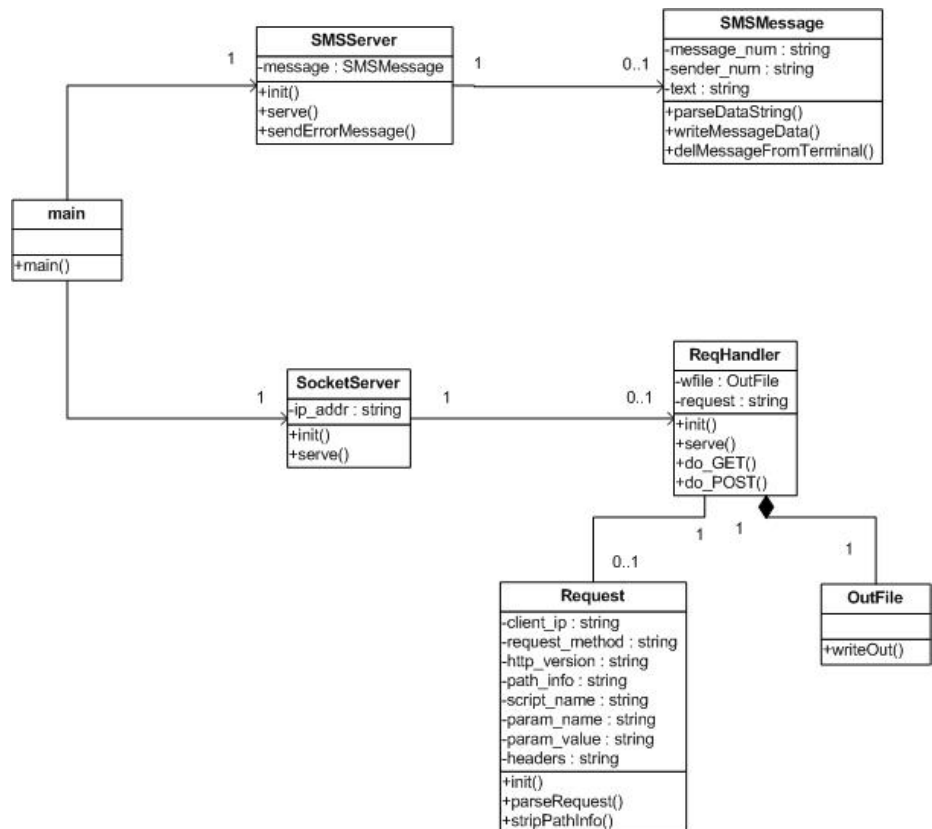 SMSServer
-message : SMSMessage
+init()
+serve()
+sendErrorMessage()
1
1
0..1
SMSMessage
-message_num : string
-sender_num : string
-text : string
+parseDataString()
+writeMessageData()
+delMessageFromTerminal()
main
+main()
1
SocketServer
-ip_addr : string
+init()
+serve()
1
0..1
ReqHandler
-wfile : OutFile
-request : string
+init()
+serve()
+do_GET()
+do_POST()
1
1
0..1
1
Request
-client_ip : string
-request_method : string
-http_version : string
-path_info : string
-script_name : string
-param_name : string
-param_value : string
-headers : string
+init()
+parseRequest()
+stripPathInfo()
OutFile
+writeOut()